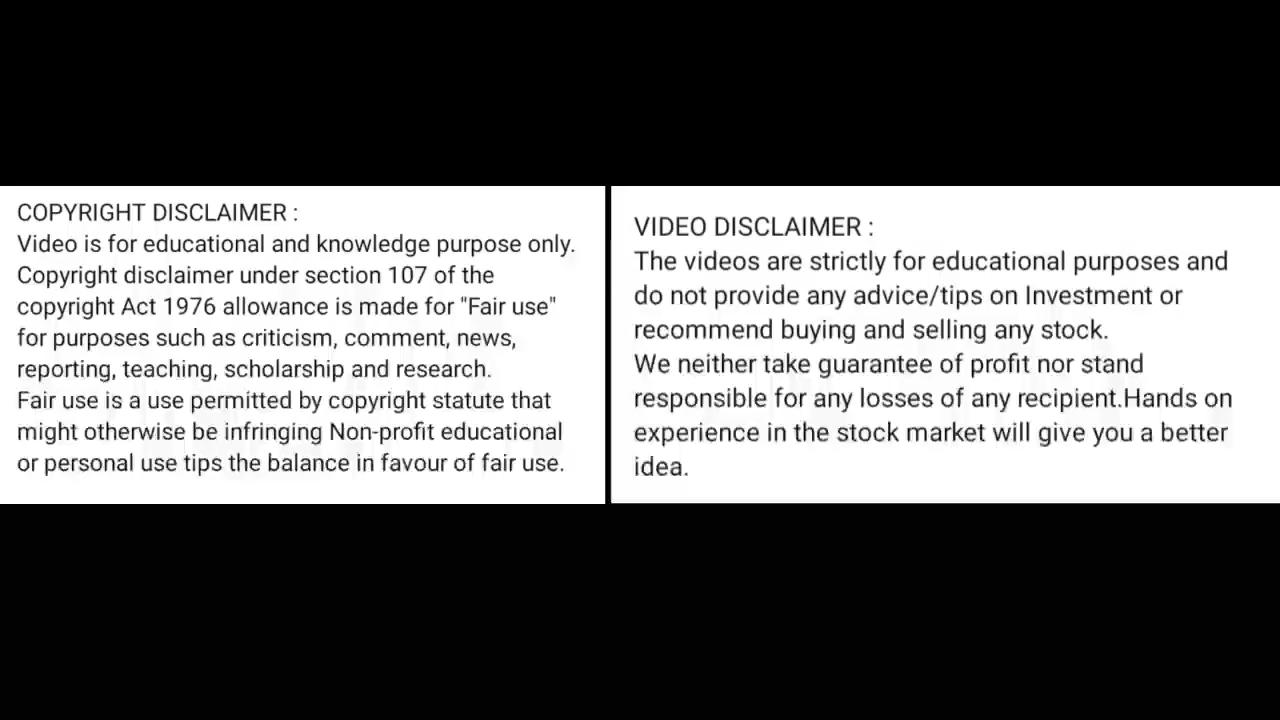 COPYRIGHT DISCLAIMER :
Video is for educational and knowledge purpose only.
Copyright disclaimer under section 107 of the
copyright Act 1976 allowance is made for "Fair use"
for purposes such as criticism, comment, news,
reporting, teaching, scholarship and research.
Fair use is a use permitted by copyright statute that
might otherwise be infringing Non-profit educational
or personal use tips the balance in favour of fair use.
VIDEO DISCLAIMER :
The videos are strictly for educational purposes and
do not provide any advice/tips on Investment or
recommend buying and selling any stock.
We neither take guarantee of profit nor stand
responsible for any losses of any recipient.Hands on
experience in the stock market will give you a better
idea.